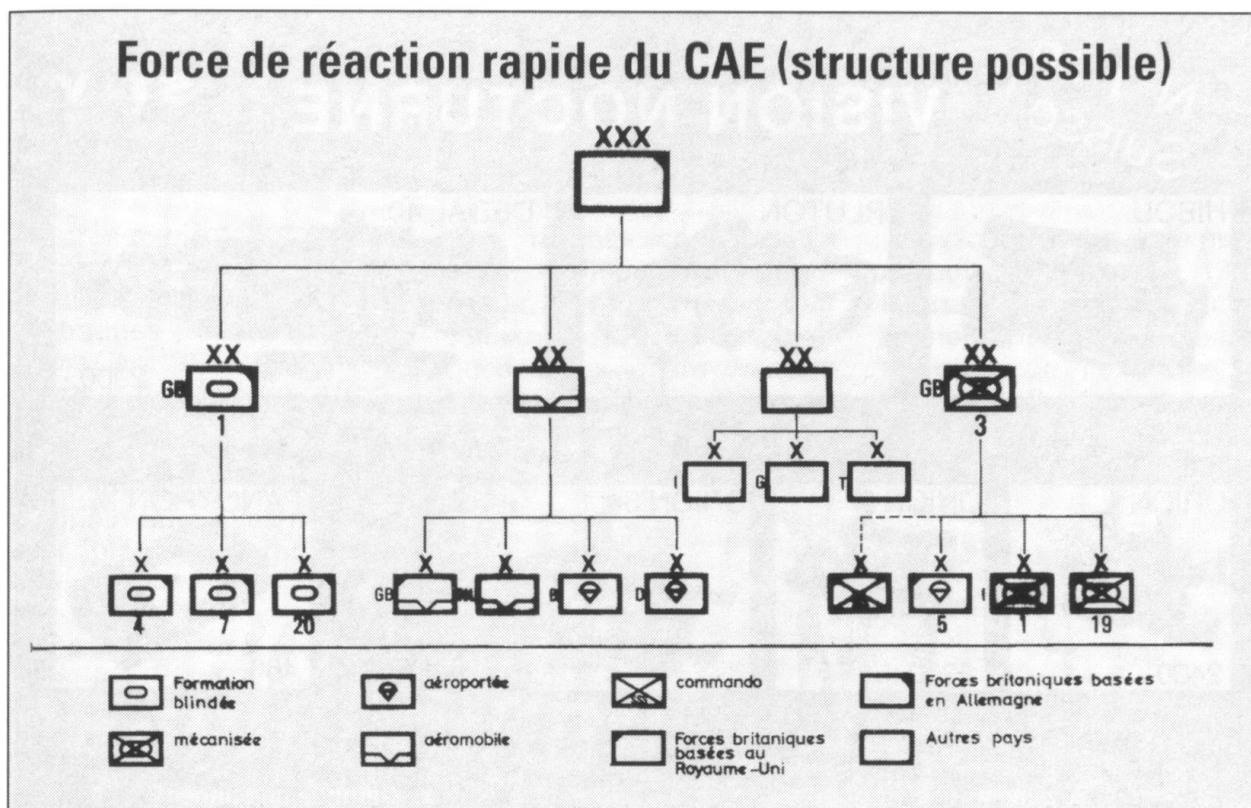 Force de réaction rapide du CAE (structure possible)
XXX
XX XX XX XX
GB GB
1 3
X X X
I G T
X X X X X X X X X X X
GB B D I
4 7 20 5 1 19
Formation blindée
aéroportée
commando
Forces britaniques basées en Allemagne
mécanisée
aéromobile
Forces britaniques basées au Royaume-Uni
Autres pays